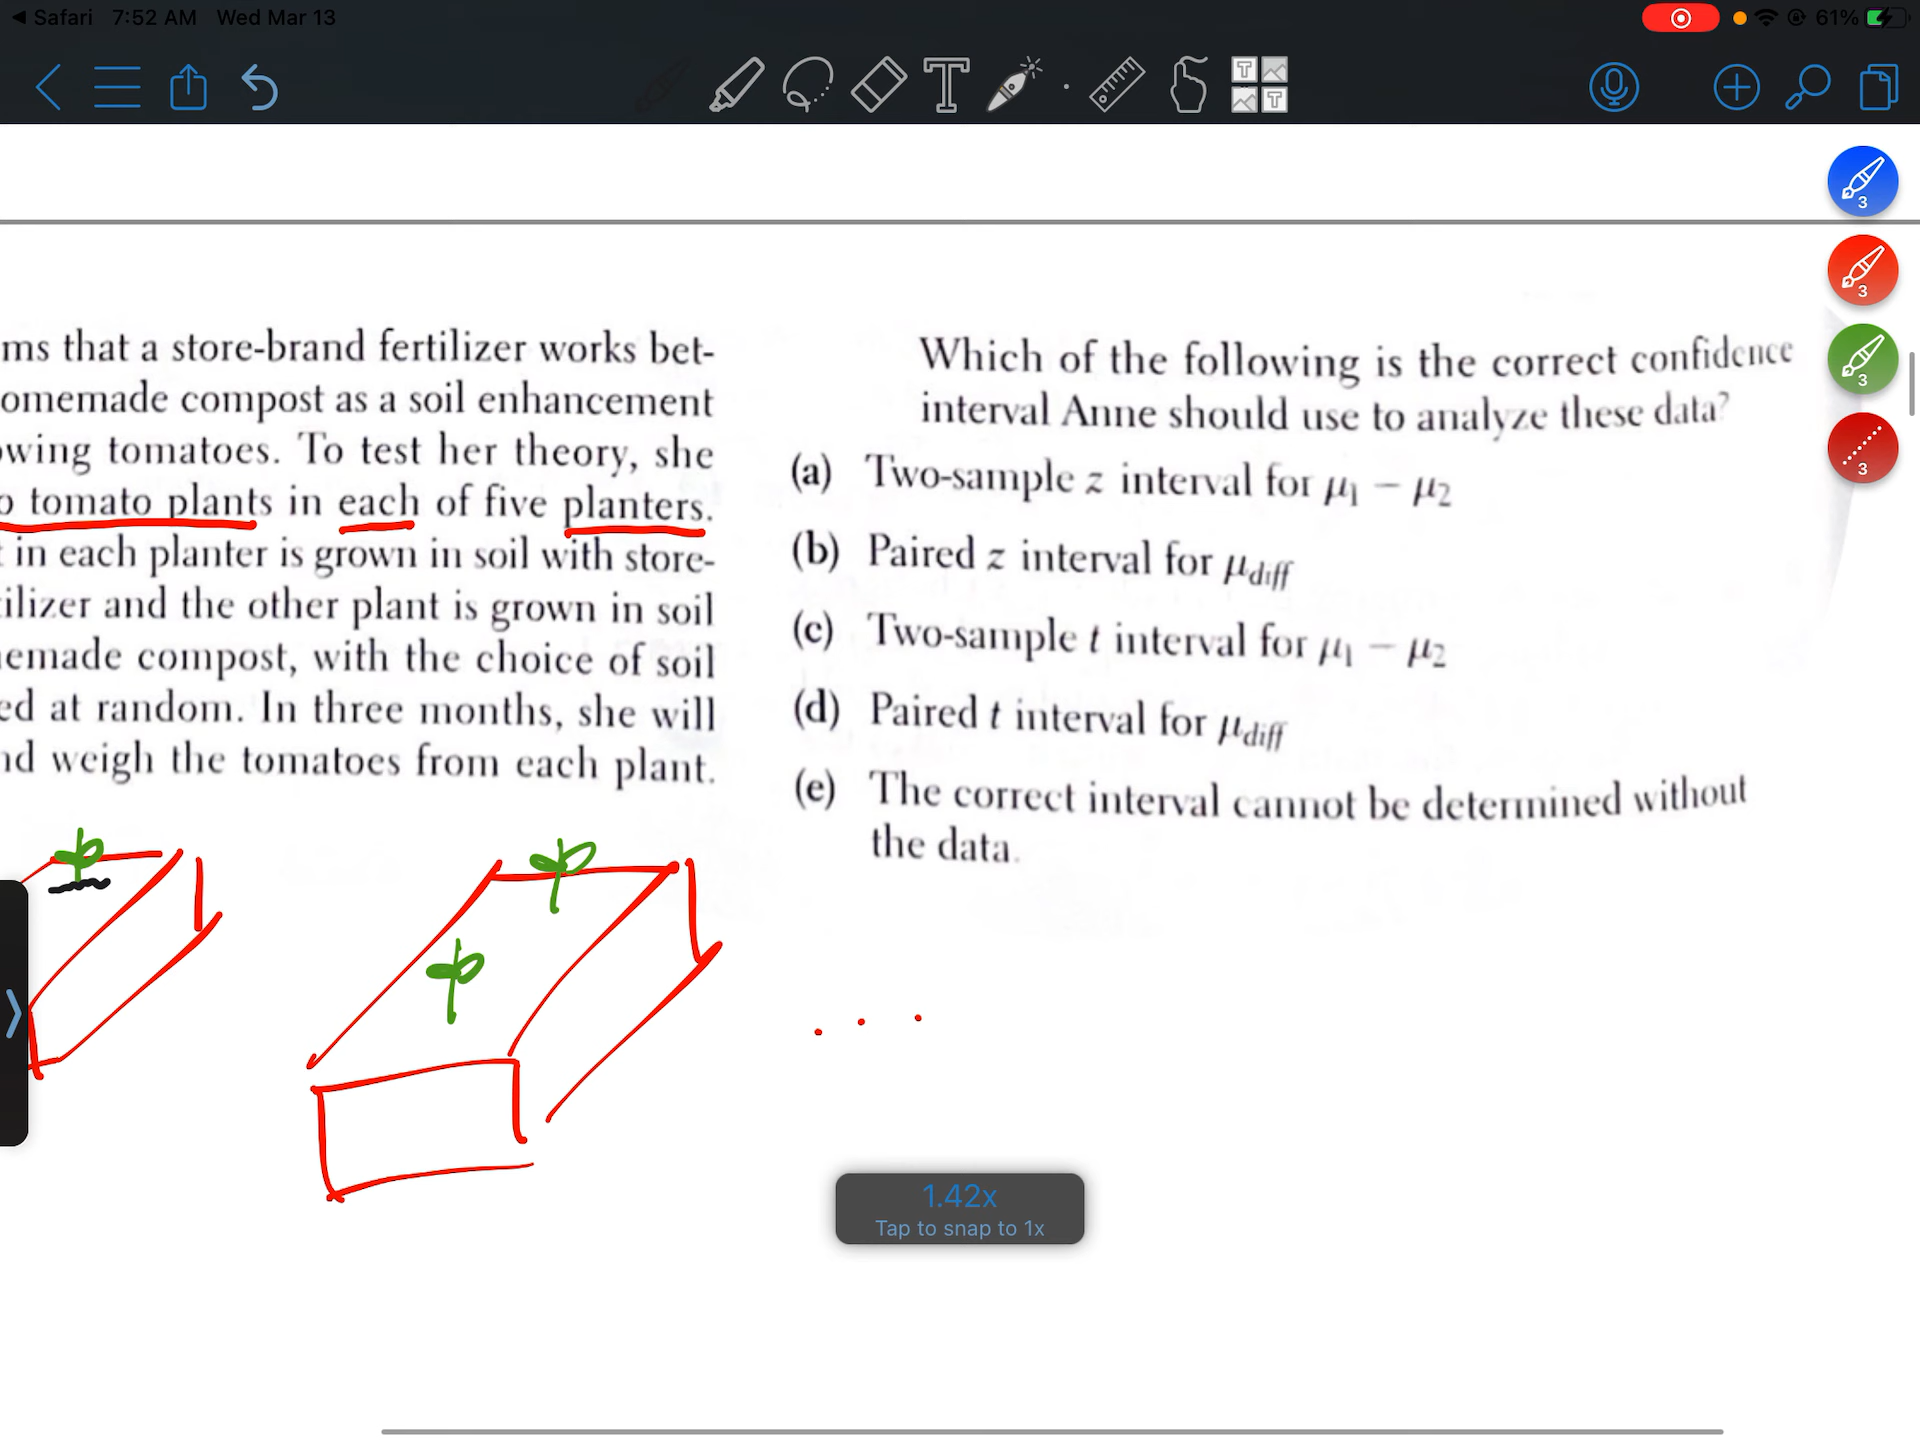 Safari 7:52 AM Wed Mar 13
61%
3
3
3
3
ms that a store-brand fertilizer works bet-
omemade compost as a soil enhancement
wing tomatoes. To test her theory, she
o tomato plants in each of five planters.
in each planter is grown in soil with store-
ilizer and the other plant is grown in soil
emade compost, with the choice of soil
ed at random. In three months, she will
nd weigh the tomatoes from each plant.
Which of the following is the correct confidence
interval Anne should use to analyze these data?
(a) Two-sample z interval for μ₁ − μ₂
(b) Paired z interval for μdiff
(c) Two-sample t interval for μ₁ − μ₂
(d) Paired t interval for μdiff
(e) The correct interval cannot be determined without
the data.
1.42x
Tap to snap to 1x